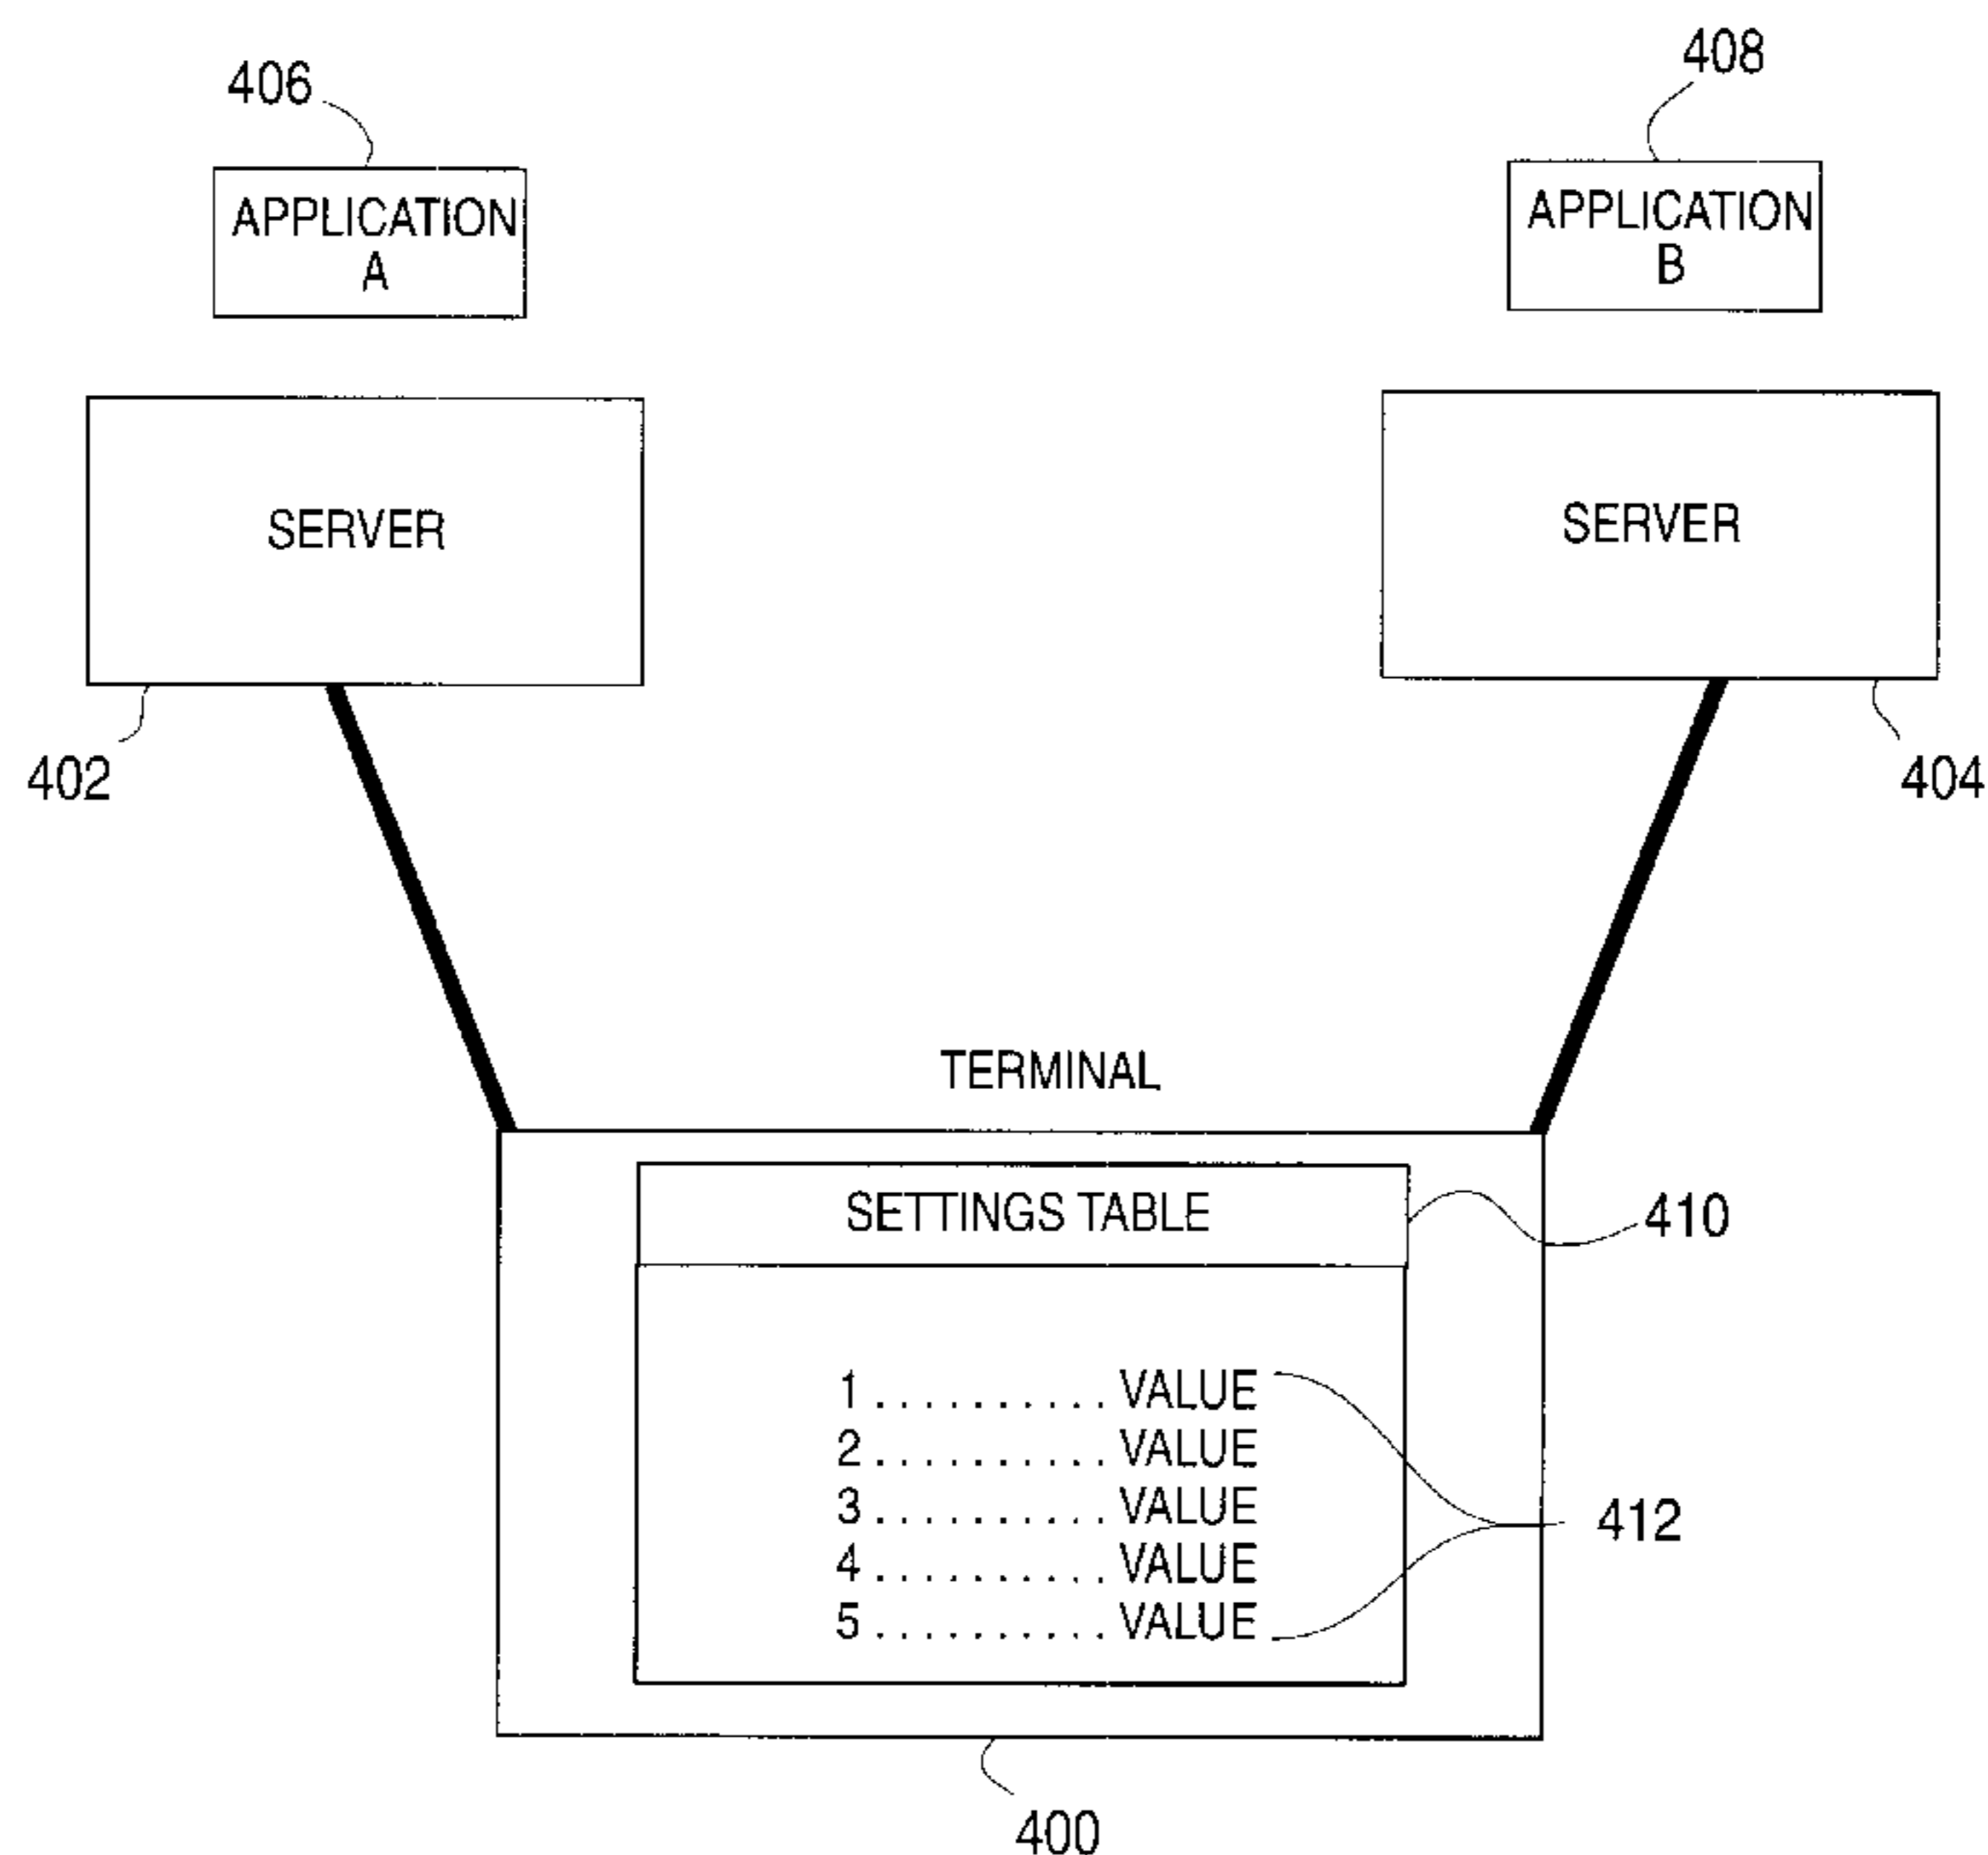 406
408
APPLICATION
A
APPLICATION
B
SERVER
SERVER
402
404
TERMINAL
SETTINGS TABLE
410
1 . . . . . . . . . . VALUE
2 . . . . . . . . . . VALUE
3 . . . . . . . . . . VALUE
4 . . . . . . . . . . VALUE
5 . . . . . . . . . . VALUE
412
400